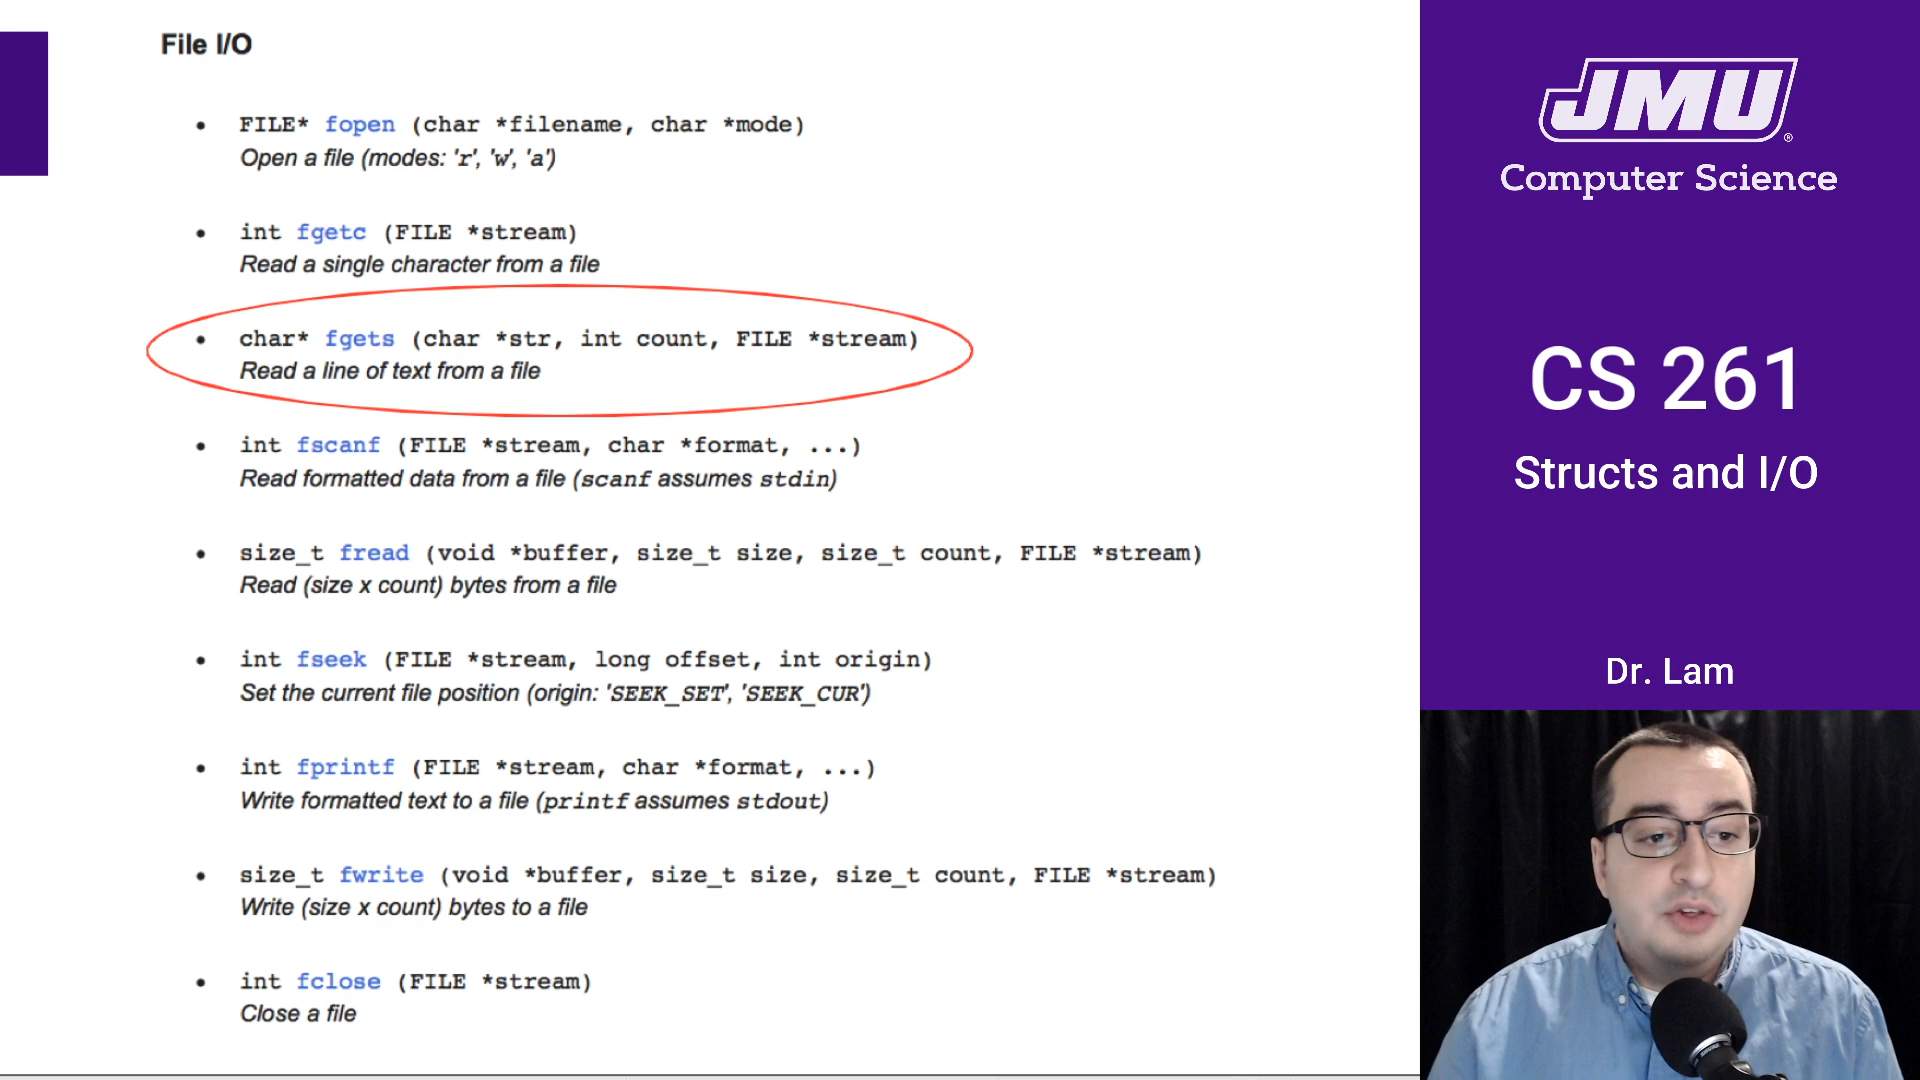 File I/O
• FILE* fopen (char *filename, char *mode)
Open a file (modes: 'r', 'w', 'a')
• int fgetc (FILE *stream)
Read a single character from a file
• char* fgets (char *str, int count, FILE *stream)
Read a line of text from a file
• int fscanf (FILE *stream, char *format, ...)
Read formatted data from a file (scanf assumes stdin)
• size_t fread (void *buffer, size_t size, size_t count, FILE *stream)
Read (size x count) bytes from a file
• int fseek (FILE *stream, long offset, int origin)
Set the current file position (origin: 'SEEK_SET', 'SEEK_CUR')
• int fprintf (FILE *stream, char *format, ...)
Write formatted text to a file (printf assumes stdout)
• size_t fwrite (void *buffer, size_t size, size_t count, FILE *stream)
Write (size x count) bytes to a file
• int fclose (FILE *stream)
Close a file
JMU®
Computer Science
CS 261
Structs and I/O
Dr. Lam